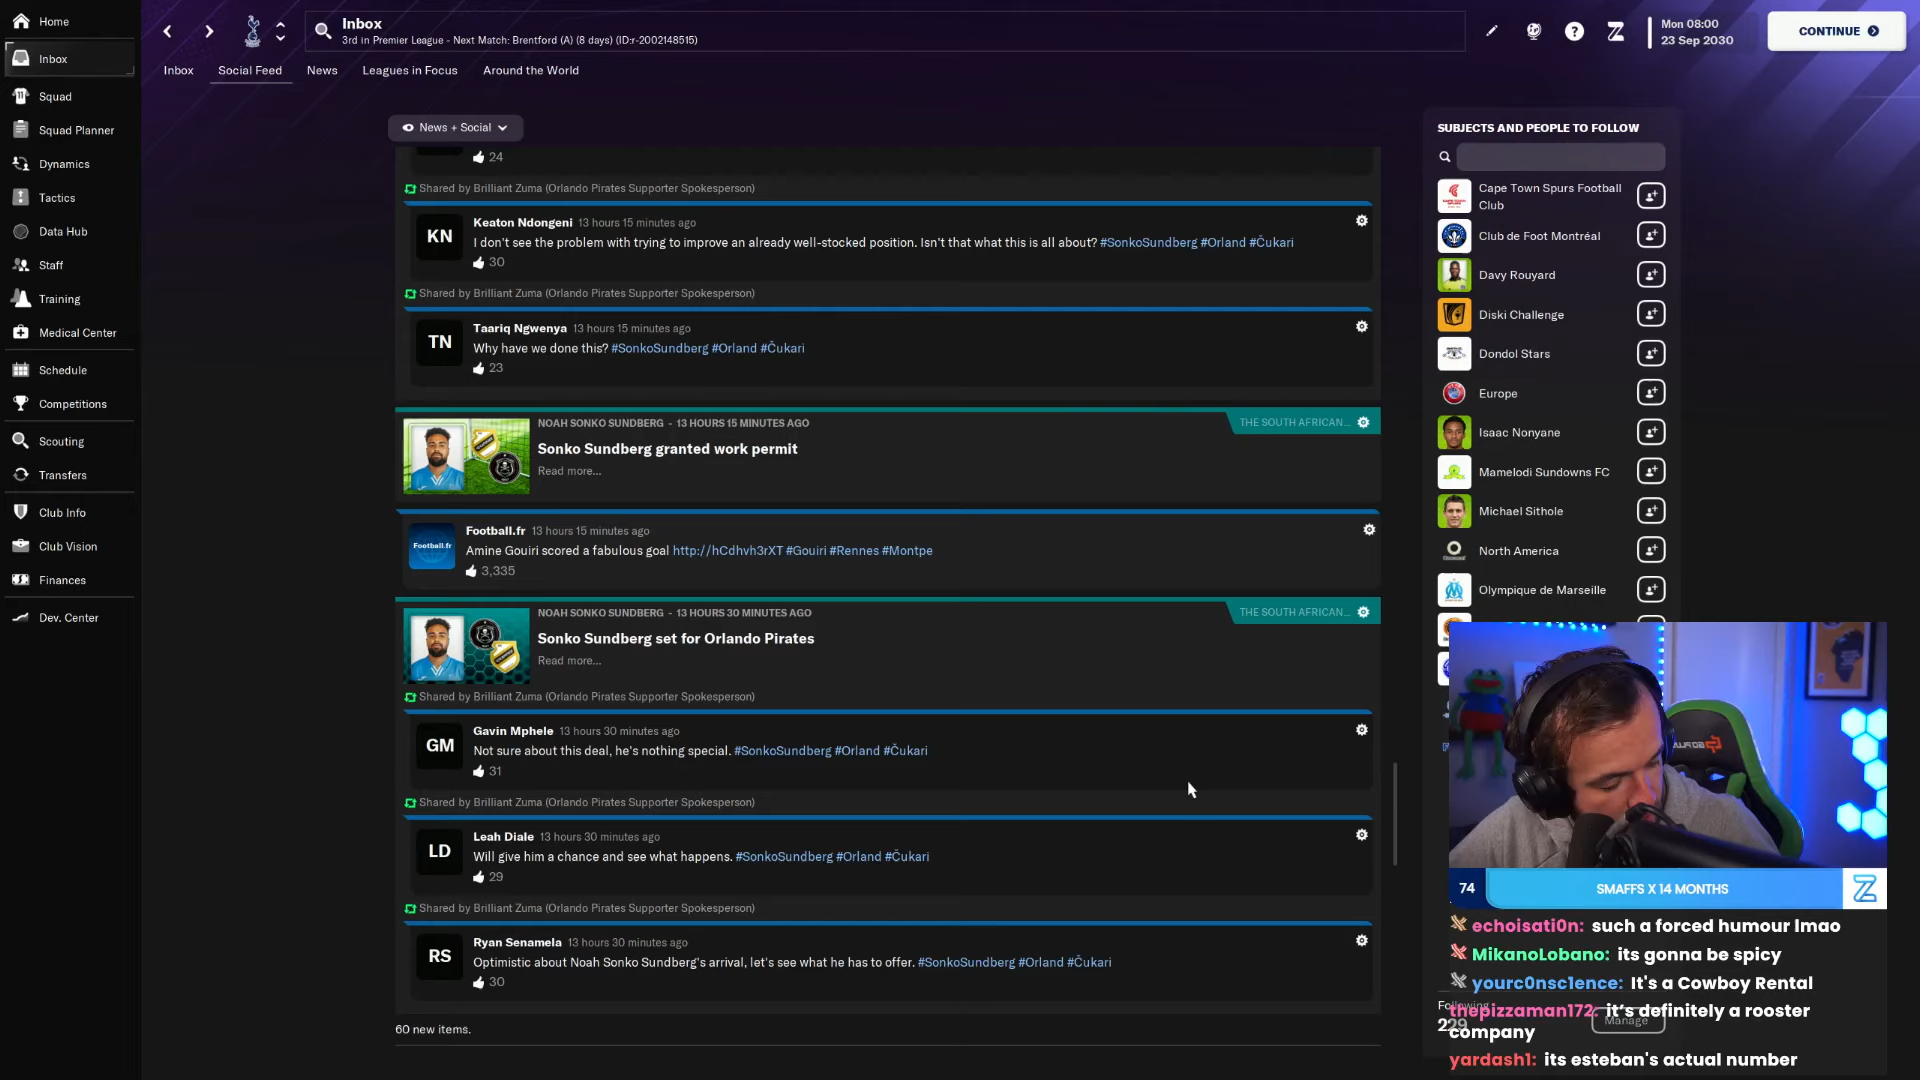 Home
Inbox
Squad
Squad Planner
Dynamics
Tactics
Data Hub
Staff
Training
Medical Center
Schedule
Competitions
Scouting
Transfers
Club Info
Club Vision
Finances
Dev. Center
Inbox
3rd in Premier League - Next Match: Brentford (A) (8 days) (ID:r-2002148515)
Mon 08:00
23 Sep 2030
CONTINUE
Inbox
Social Feed
News
Leagues in Focus
Around the World
News + Social
24
Shared by Brilliant Zuma (Orlando Pirates Supporter Spokesperson)
KN
Keaton Ndongeni 13 hours 15 minutes ago
I don't see the problem with trying to improve an already well-stocked position. Isn't that what this is all about? #SonkoSundberg #Orland #Čukari
30
Shared by Brilliant Zuma (Orlando Pirates Supporter Spokesperson)
TN
Taariq Ngwenya 13 hours 15 minutes ago
Why have we done this? #SonkoSundberg #Orland #Čukari
23
NOAH SONKO SUNDBERG - 13 HOURS 15 MINUTES AGO
THE SOUTH AFRICAN...
Sonko Sundberg granted work permit
Read more...
Football.fr
Football.fr 13 hours 15 minutes ago
Amine Gouiri scored a fabulous goal http://hCdhvh3rXT #Gouiri #Rennes #Montpe
3,335
NOAH SONKO SUNDBERG - 13 HOURS 30 MINUTES AGO
THE SOUTH AFRICAN...
Sonko Sundberg set for Orlando Pirates
Read more...
Shared by Brilliant Zuma (Orlando Pirates Supporter Spokesperson)
GM
Gavin Mphele 13 hours 30 minutes ago
Not sure about this deal, he's nothing special. #SonkoSundberg #Orland #Čukari
31
Shared by Brilliant Zuma (Orlando Pirates Supporter Spokesperson)
LD
Leah Diale 13 hours 30 minutes ago
Will give him a chance and see what happens. #SonkoSundberg #Orland #Čukari
29
Shared by Brilliant Zuma (Orlando Pirates Supporter Spokesperson)
RS
Ryan Senamela 13 hours 30 minutes ago
Optimistic about Noah Sonko Sundberg's arrival, let's see what he has to offer. #SonkoSundberg #Orland #Čukari
30
60 new items.
SUBJECTS AND PEOPLE TO FOLLOW
Cape Town Spurs Football
Club
Club de Foot Montréal
Davy Rouyard
Diski Challenge
Dondol Stars
Europe
Isaac Nonyane
Mamelodi Sundowns FC
Michael Sithole
North America
Olympique de Marseille
74
SMAFFS X 14 MONTHS
echoisati0n: such a forced humour lmao
MikanoLobano: its gonna be spicy
yourc0nsc1ence: It's a Cowboy Rental
Following
229
Manage
thepizzaman172: it's definitely a rooster
company
yardash1: its esteban's actual number